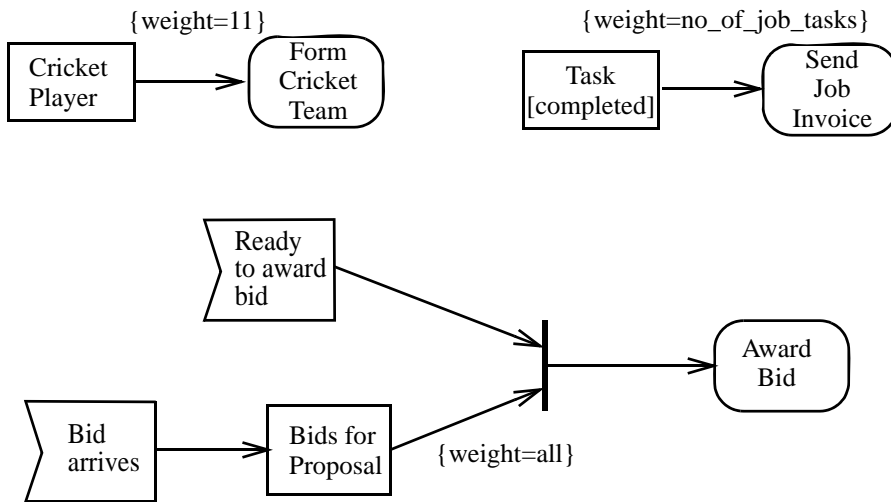 {weight=11}
{weight=no_of_job_tasks}
Cricket
Player
Form
Cricket
Team
Task
[completed]
Send
Job
Invoice
Ready
to award
bid
Award
Bid
Bid
arrives
Bids for
Proposal
{weight=all}